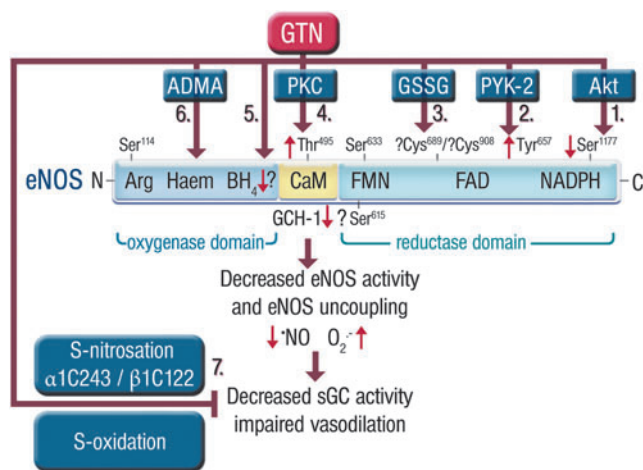 GTN
ADMA PKC GSSG PYK-2 Akt
6. 5. 4. 3. 2. 1.
Ser¹¹⁴ Thr⁴⁹⁵ Ser⁶³³ ?Cys⁶⁸⁹/?Cys⁹⁰⁸ Tyr⁶⁵⁷ Ser¹¹⁷⁷
eNOS N Arg Haem BH₄ ? CaM FMN FAD NADPH C
GCH-1 ? Ser⁶¹⁵
oxygenase domain reductase domain
Decreased eNOS activity
and eNOS uncoupling
•NO O₂•-
S-nitrosation
α1C243 / β1C122
7.
Decreased sGC activity
impaired vasodilation
S-oxidation